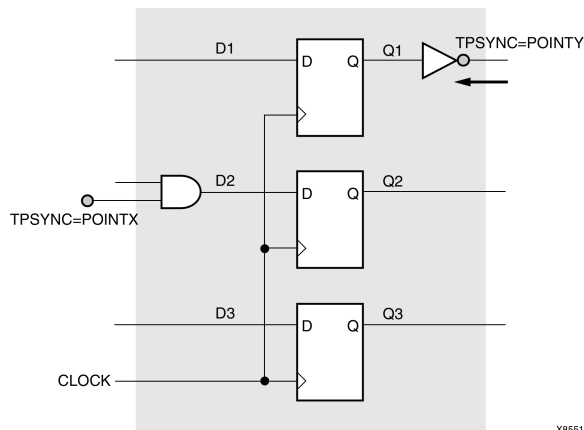 TPSYNC=POINTY
D1
Q1
D Q
D2
Q2
D Q
TPSYNC=POINTX
D3
Q3
D Q
CLOCK
X8551